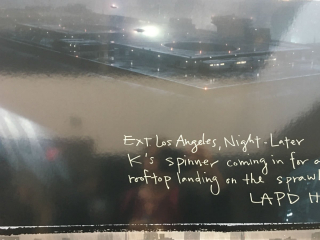 EXT Los Angeles, Night. Later
K's spinner coming in for a
rooftop landing on the sprawl
LAPD H